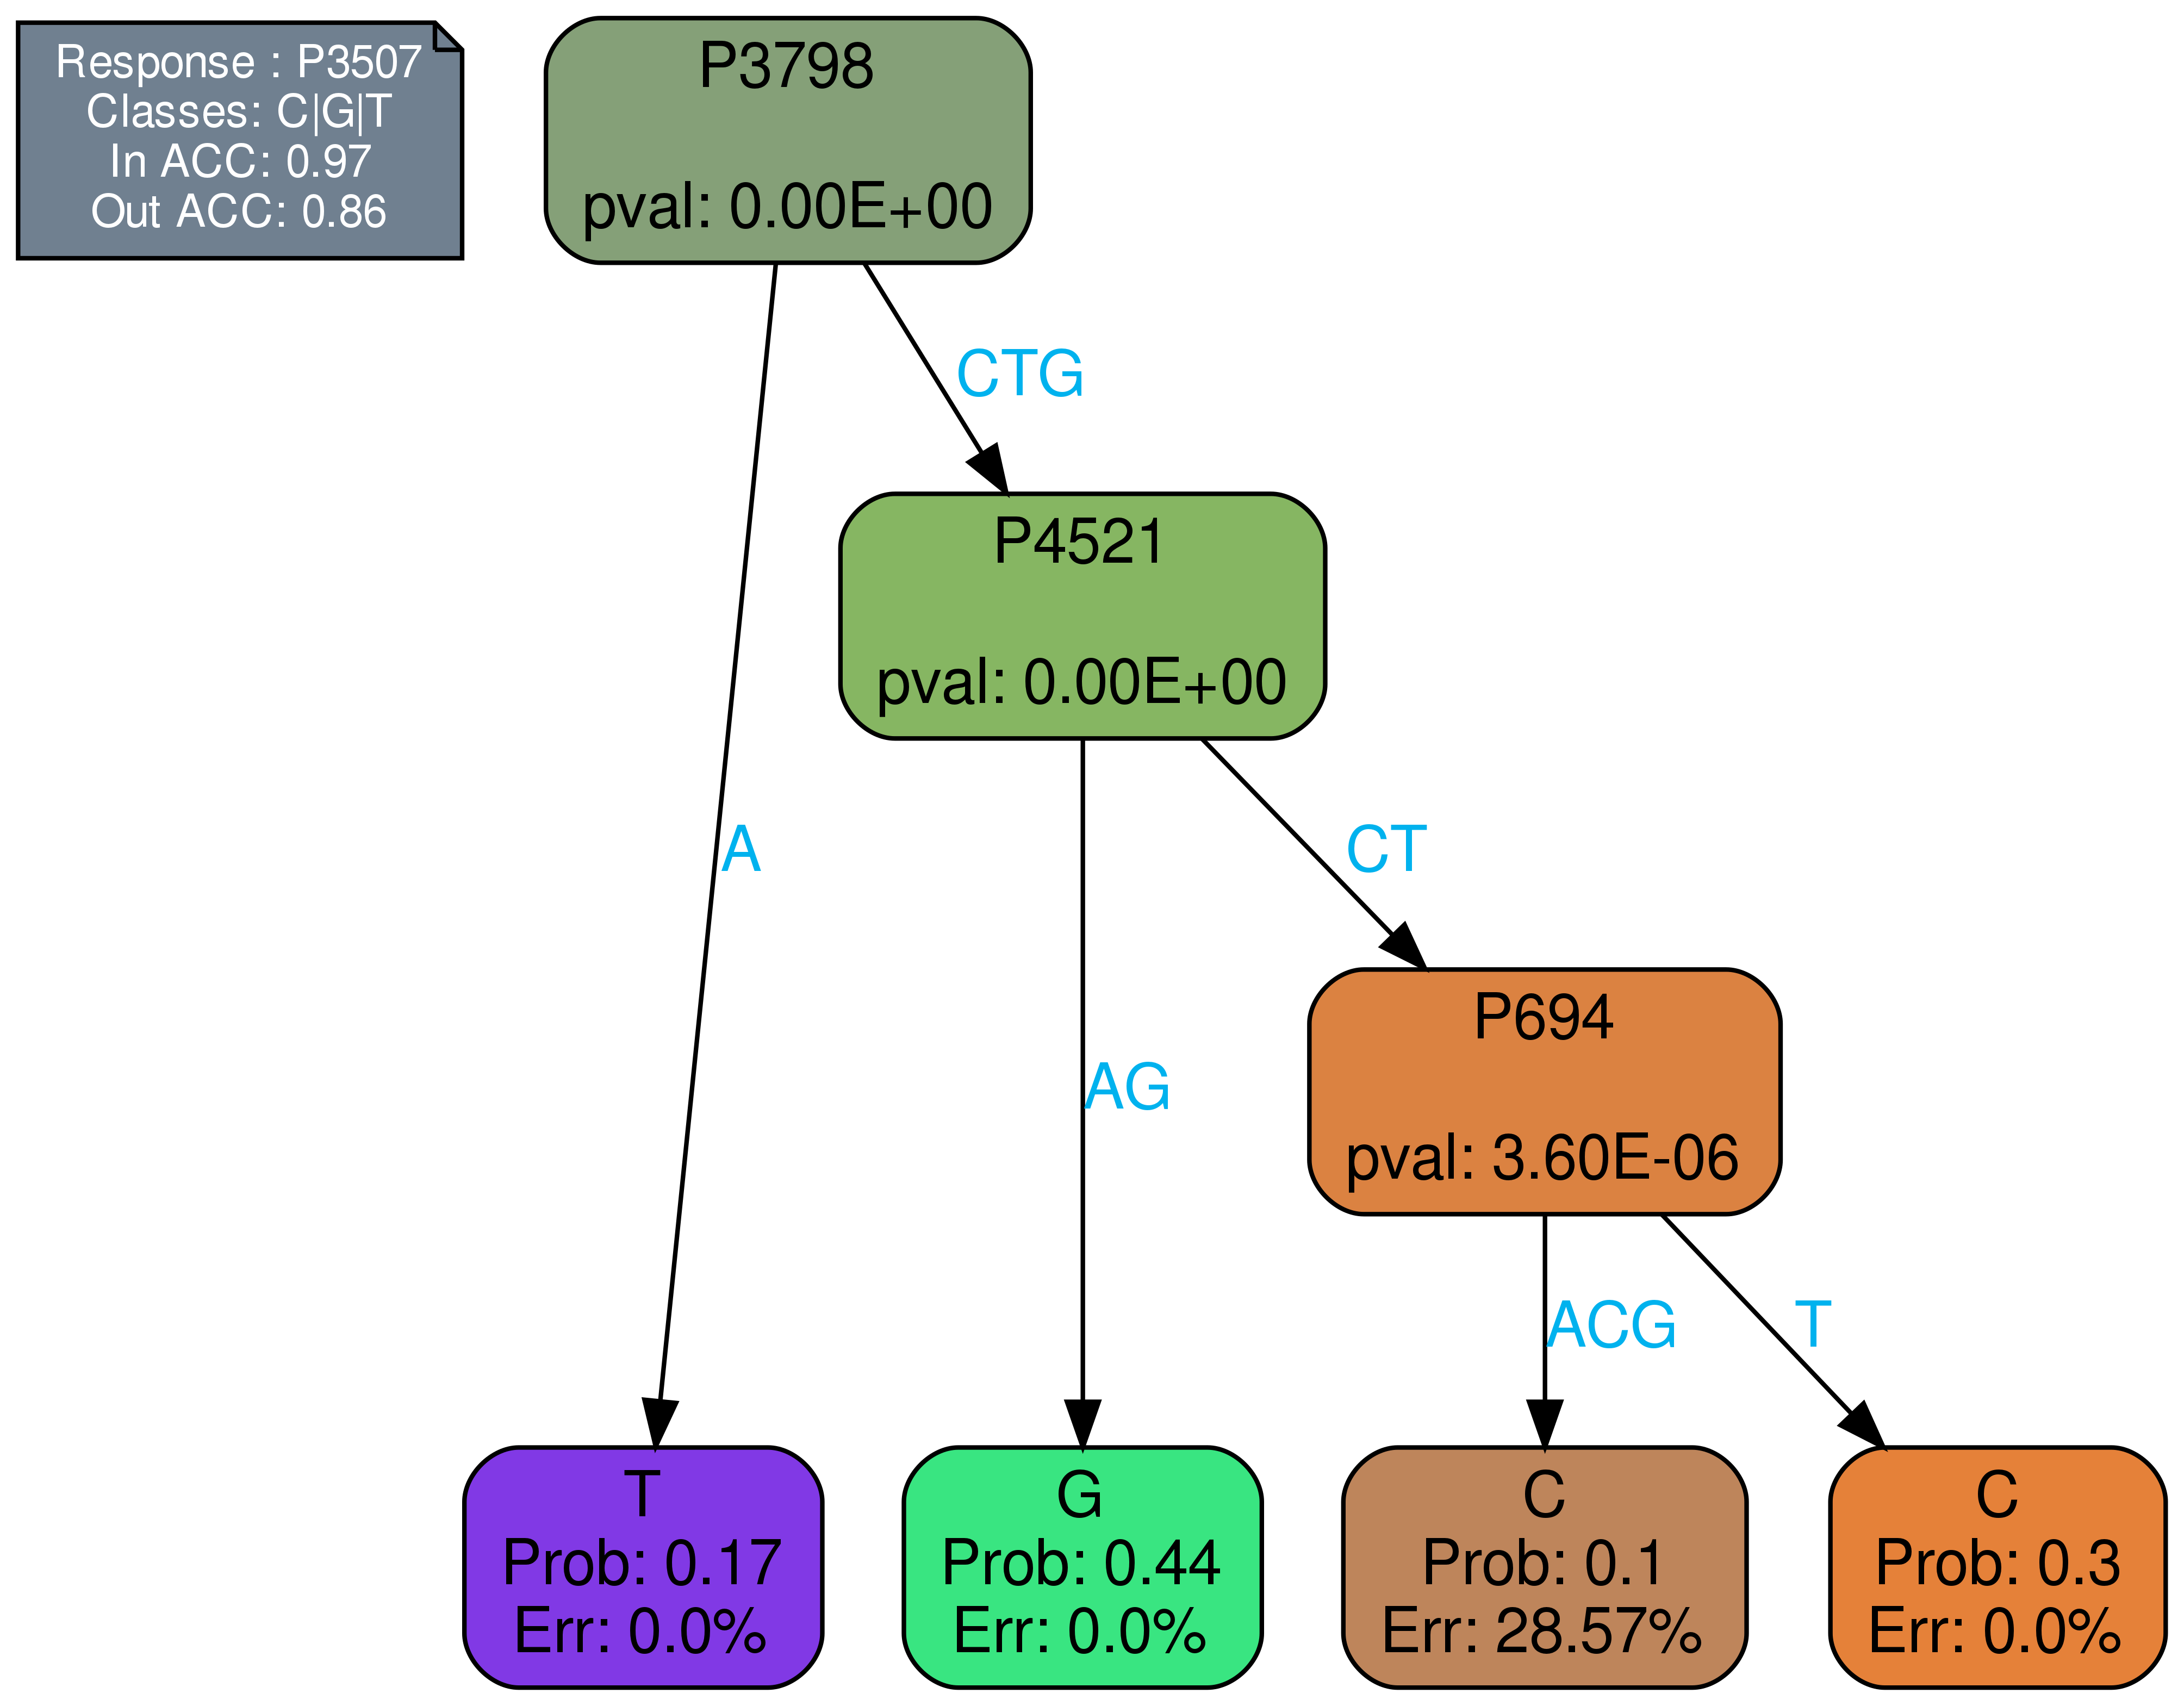 Response : P3507
Classes: C|G|T
In ACC: 0.97
Out ACC: 0.86
P3798
pval: 0.00E+00
CTG
P4521
pval: 0.00E+00
A
CT
AG
P694
pval: 3.60E-06
ACG
T
T
Prob: 0.17
Err: 0.0%
G
Prob: 0.44
Err: 0.0%
C
Prob: 0.1
Err: 28.57%
C
Prob: 0.3
Err: 0.0%